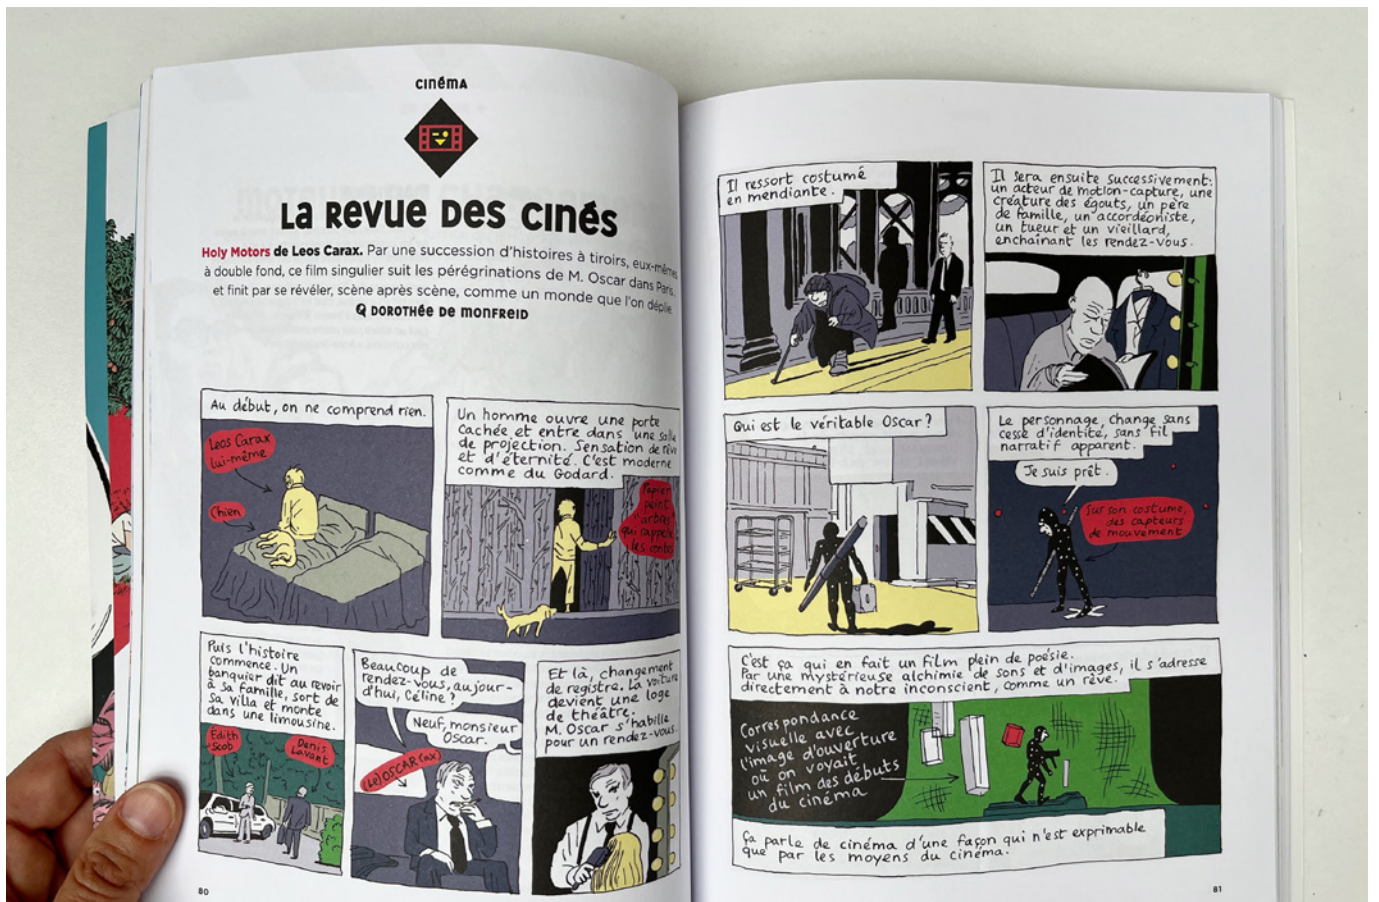 CINÉMA
LA REVUE DES CINÉS
Holy Motors de Leos Carax. Par une succession d'histoires à tiroirs, eux-mêmes
à double fond, ce film singulier suit les pérégrinations de M. Oscar dans Paris,
et finit par se révéler, scène après scène, comme un monde que l'on déplie.
DOROTHÉE DE MONFREID
Au début, on ne comprend rien.
Leos Carax
lui-même
Chien
Un homme ouvre une porte
cachée et entre dans une salle
de projection. Sensation de rêve
et d'éternité. C'est moderne
comme du Godard.
Papier
peint
"arbres"
qui rappelle
les contes
Puis l'histoire
commence. Un
banquier dit au revoir
à sa famille, sort de
sa villa et monte
dans une limousine.
Edith
Scob
Denis
Lavant
Beaucoup de
rendez-vous, aujour-
d'hui, Céline?
Neuf, monsieur
Oscar.
(Le) OSCAR (ax)
Et là, changement
de registre. La voiture
devient une loge
de théâtre.
M. Oscar s'habille
pour un rendez-vous.
80
Il ressort costumé
en mendiante.
Il sera ensuite successivement:
un acteur de motion-capture, une
créature des égouts, un père
de famille, un accordéoniste,
un tueur et un vieillard,
enchaînant les rendez-vous.
Qui est le véritable Oscar?
Le personnage, change sans
cesse d'identité, sans fil
narratif apparent.
Je suis prêt.
Sur son costume,
des capteurs
de mouvement
C'est ça qui en fait un film plein de poésie.
Par une mystérieuse alchimie de sons et d'images, il s'adresse
directement à notre inconscient, comme un rêve.
Correspondance
visuelle avec
l'image d'ouverture
où on voyait
un film des débuts
du cinéma
Ça parle de cinéma d'une façon qui n'est exprimable
que par les moyens du cinéma.
81